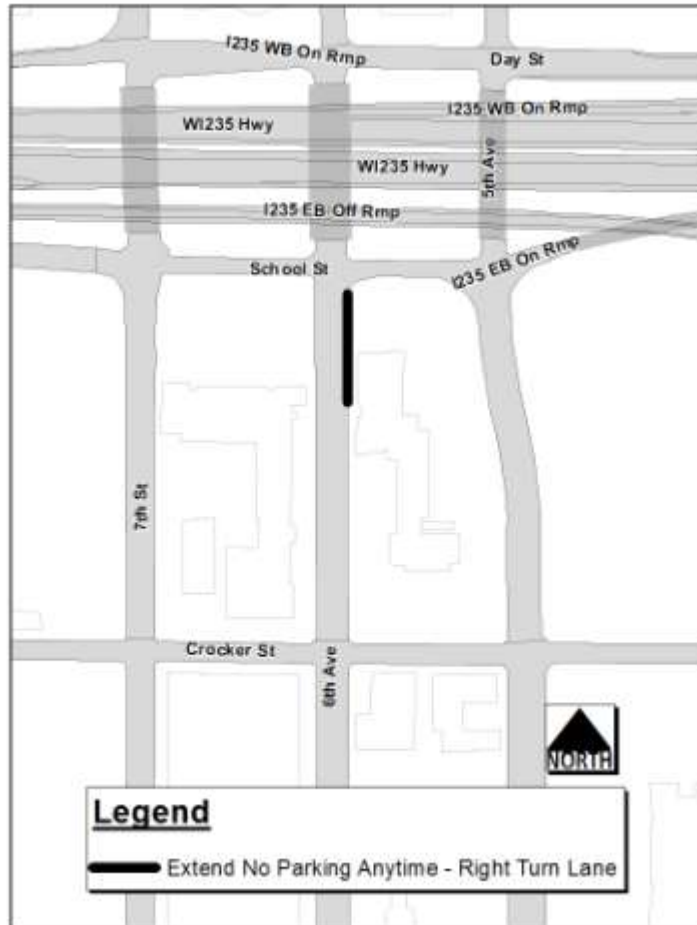 I235 WB On Rmp
Day St
I235 WB On Rmp
WI235 Hwy
WI235 Hwy
5th Ave
I235 EB Off Rmp
School St
I235 EB On Rmp
7th St
Crocker St
6th Ave
NORTH
Legend
Extend No Parking Anytime - Right Turn Lane